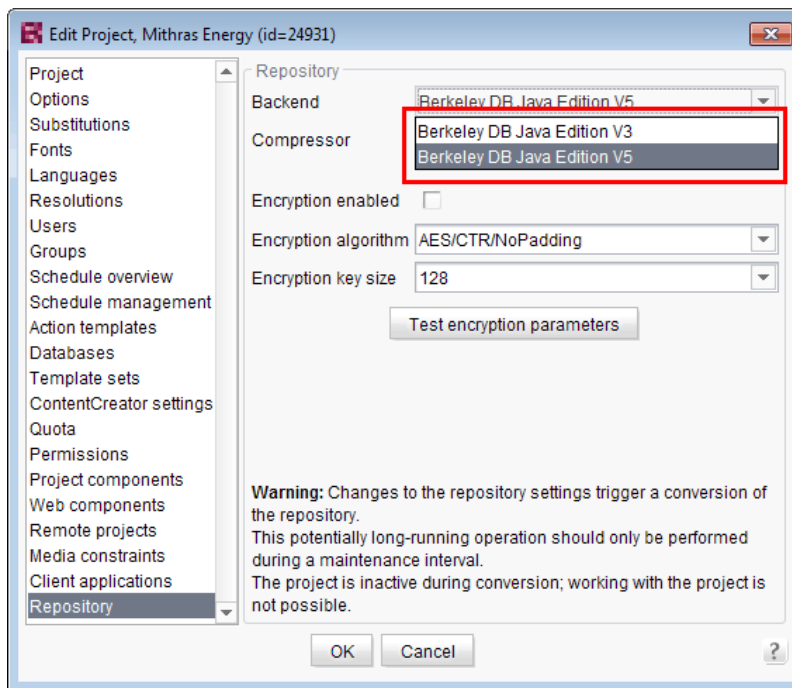 Edit Project, Mithras Energy (id=24931)
Project
Options
Substitutions
Fonts
Languages
Resolutions
Users
Groups
Schedule overview
Schedule management
Action templates
Databases
Template sets
ContentCreator settings
Quota
Permissions
Project components
Web components
Remote projects
Media constraints
Client applications
Repository
Repository
Backend
Berkeley DB Java Edition V5
Compressor
Berkeley DB Java Edition V3
Berkeley DB Java Edition V5
Encryption enabled
Encryption algorithm
AES/CTR/NoPadding
Encryption key size
128
Test encryption parameters
Warning: Changes to the repository settings trigger a conversion of
the repository.
This potentially long-running operation should only be performed
during a maintenance interval.
The project is inactive during conversion; working with the project is
not possible.
OK
Cancel
?